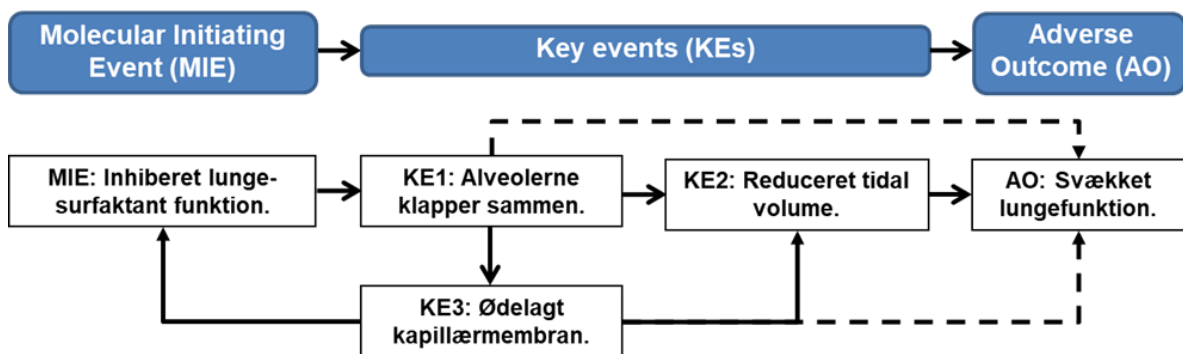 Molecular Initiating
Event (MIE)
Key events (KEs)
Adverse
Outcome (AO)
MIE: Inhiberet lunge-
surfaktant funktion.
KE1: Alveolerne
klapper sammen.
KE2: Reduceret tidal
volume.
AO: Svækket
lungefunktion.
KE3: Ødelagt
kapillærmembran.